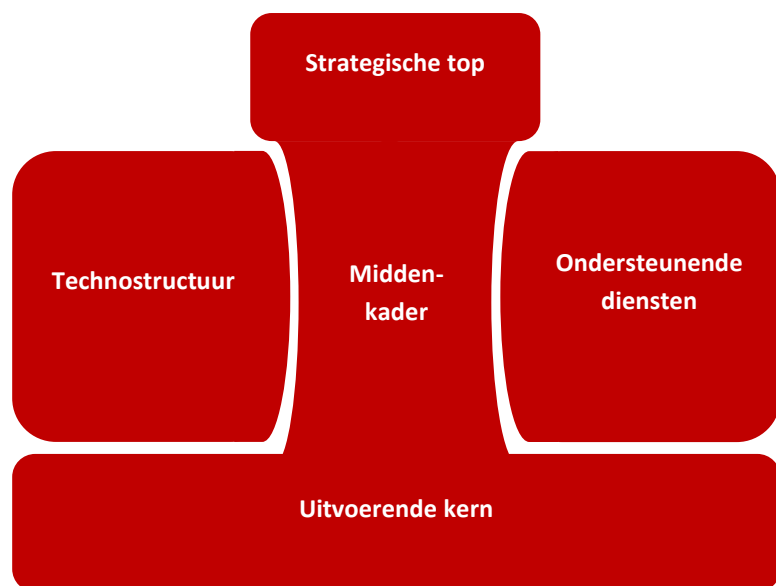 Strategische top
Technostructuur
Midden-
kader
Ondersteunende
diensten
Uitvoerende kern